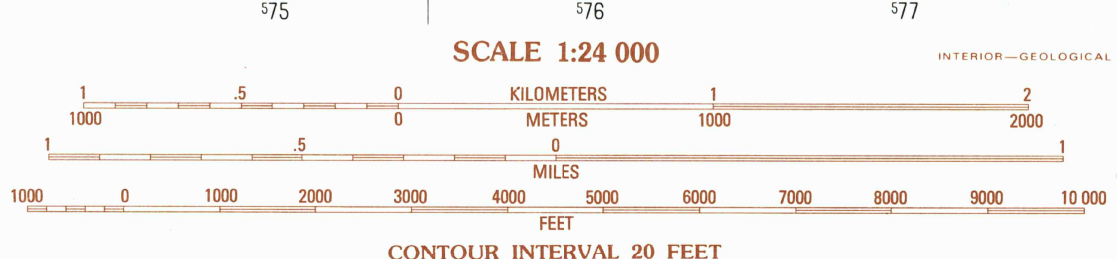 ⁵75 ⁵76 ⁵77
SCALE 1:24 000
INTERIOR—GEOLOGICAL
1 .5 0 KILOMETERS 1 2
1000 0 METERS 1000 2000
1 .5 0 1
MILES
1000 0 1000 2000 3000 4000 5000 6000 7000 8000 9000 10 000
FEET
CONTOUR INTERVAL 20 FEET